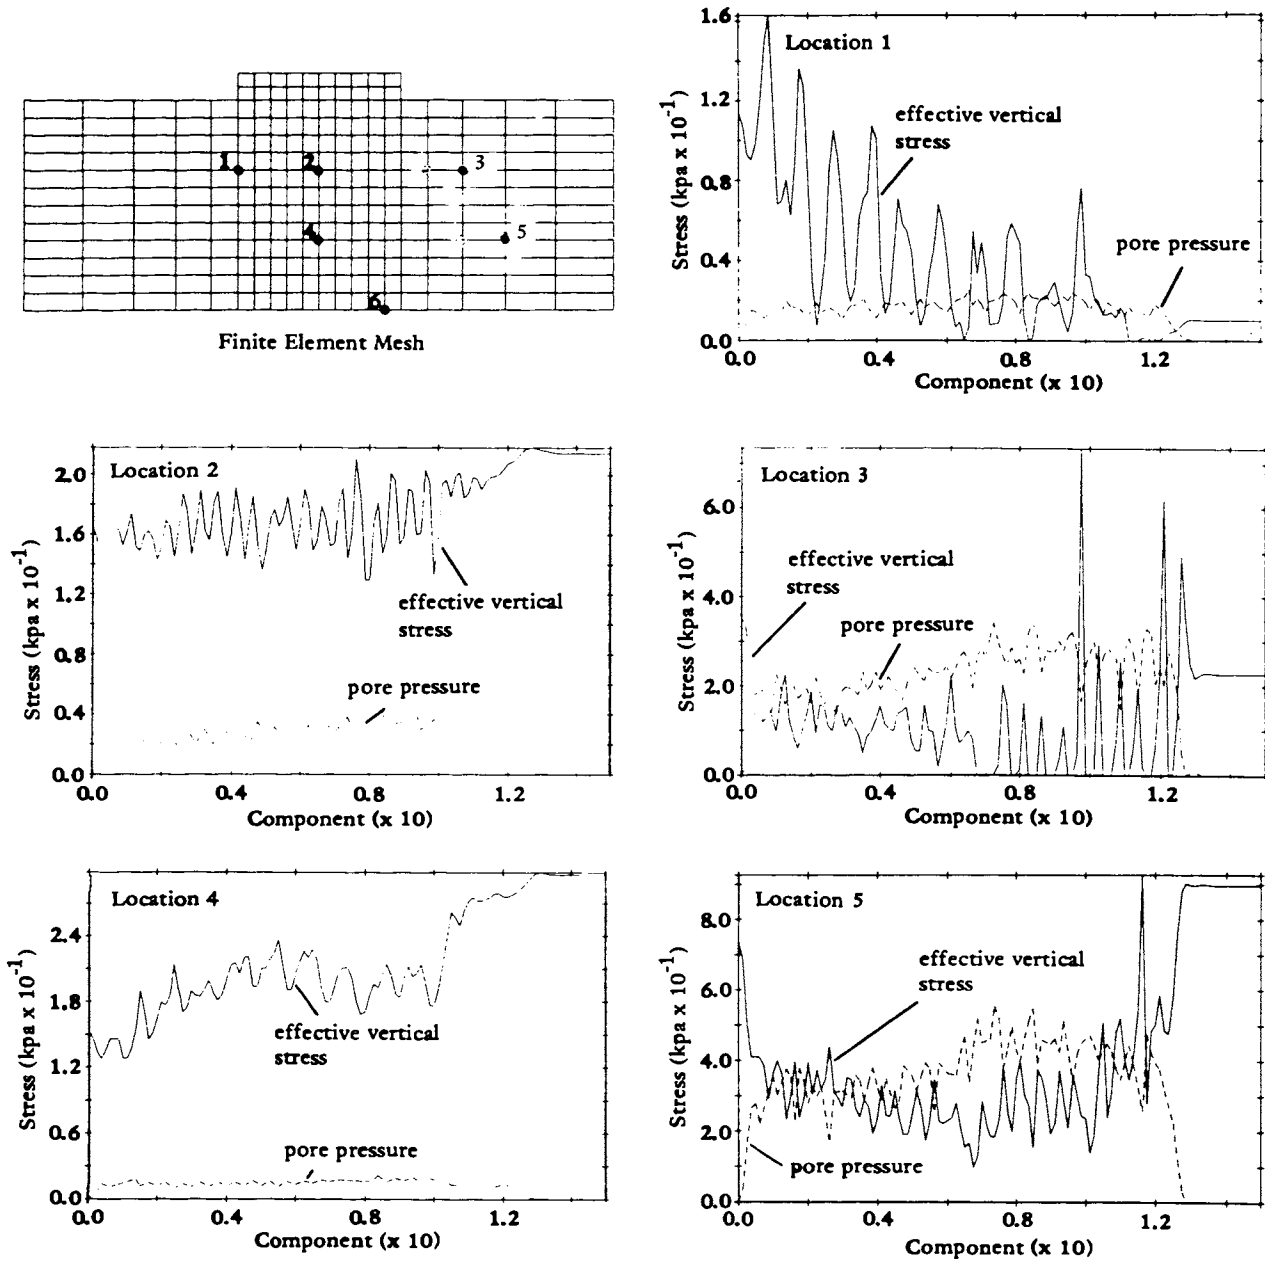 1
2
3
4
5
6
Finite Element Mesh
Location 1
effective vertical
stress
pore pressure
Stress (kpa x 10^-1)
1.6
1.2
0.8
0.4
0.0
0.0 0.4 0.8 1.2
Component (x 10)
Location 2
effective vertical
stress
pore pressure
Stress (kpa x 10^-1)
2.0
1.6
1.2
0.8
0.4
0.0
0.0 0.4 0.8 1.2
Component (x 10)
Location 3
effective vertical
stress
pore pressure
Stress (kpa x 10^-1)
6.0
4.0
2.0
0.0
0.0 0.4 0.8 1.2
Component (x 10)
Location 4
effective vertical
stress
pore pressure
Stress (kpa x 10^-1)
2.4
1.8
1.2
0.6
0.0
0.0 0.4 0.8 1.2
Component (x 10)
Location 5
effective vertical
stress
pore pressure
Stress (kpa x 10^-1)
8.0
6.0
4.0
2.0
0.0
0.0 0.4 0.8 1.2
Component (x 10)